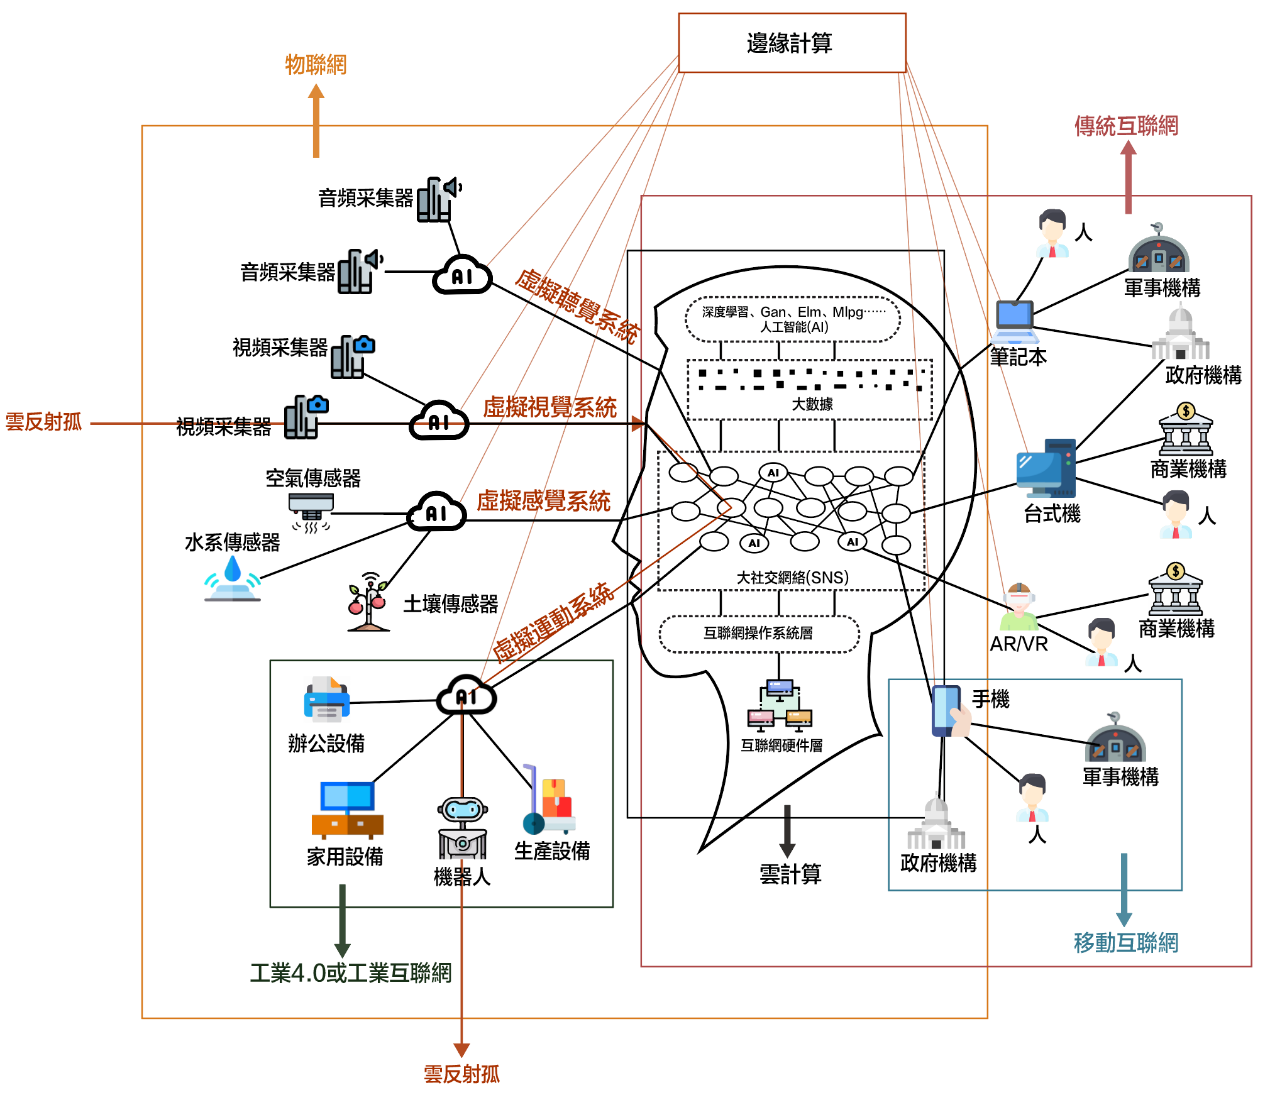 邊緣計算
物聯網
傳統互聯網
音頻采集器
人
音頻采集器
虛擬聽覺系統
軍事機構
深度學習、Gan、Elm、Mlpg……
人工智能(AI)
視頻采集器
筆記本
政府機構
大數據
雲反射孤
視頻采集器
虛擬視覺系統
商業機構
空氣傳感器
虛擬感覺系統
台式機
人
水系傳感器
大社交網絡(SNS)
土壤傳感器
虛擬運動系統
互聯網操作系統層
AR/VR
商業機構
人
AI
AI
AI
AI
AI
AI
AI
手機
辦公設備
互聯網硬件層
軍事機構
家用設備
機器人
生產設備
雲計算
政府機構
人
移動互聯網
工業4.0或工業互聯網
雲反射孤